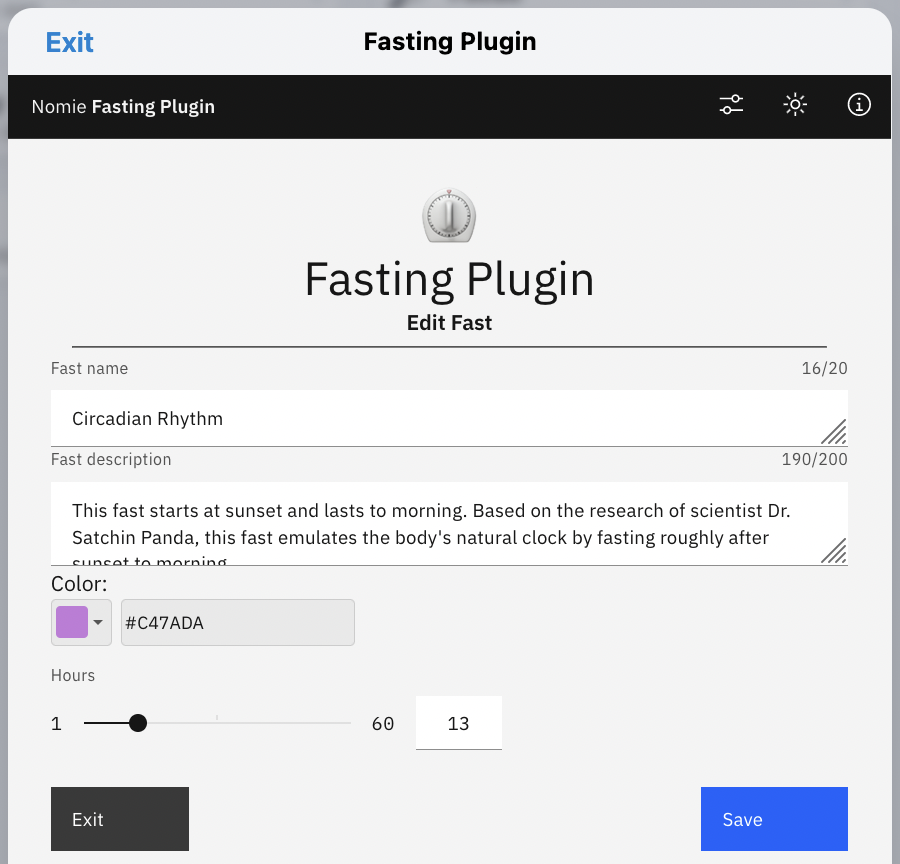 Exit Fasting Plugin
Nomie Fasting Plugin
Fasting Plugin
Edit Fast
Fast name 16/20
Circadian Rhythm
Fast description 190/200
This fast starts at sunset and lasts to morning. Based on the research of scientist Dr.
Satchin Panda, this fast emulates the body's natural clock by fasting roughly after
sunset to morning
Color:
#C47ADA
Hours
1 60 13
Exit Save